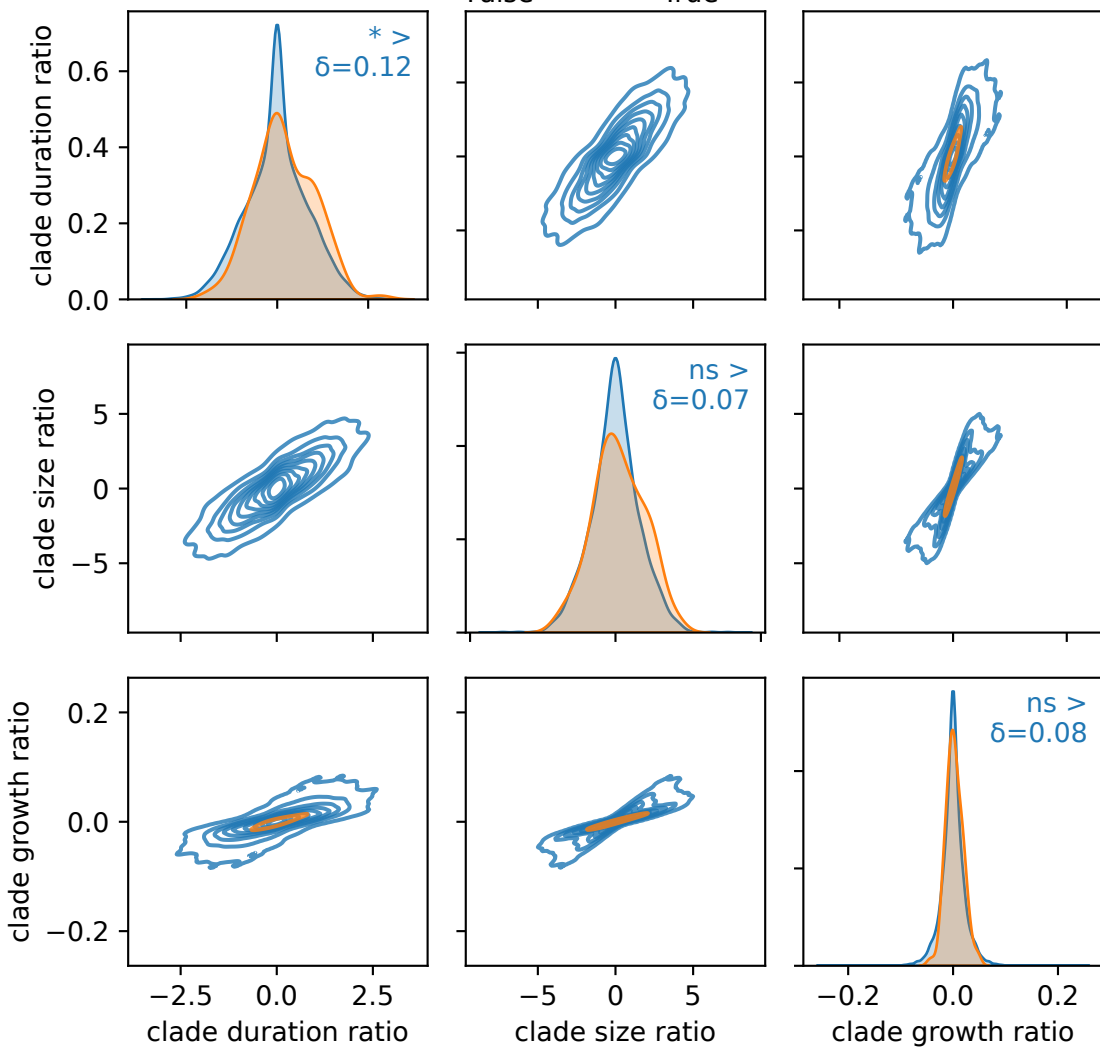 * >
δ=0.12
clade duration ratio
0.6
0.4
0.2
0.0
ns >
δ=0.07
clade size ratio
5
0
−5
ns >
δ=0.08
clade growth ratio
0.2
0.0
−0.2
−2.5 0.0 2.5 −5 0 5 −0.2 0.0 0.2
clade duration ratio clade size ratio clade growth ratio